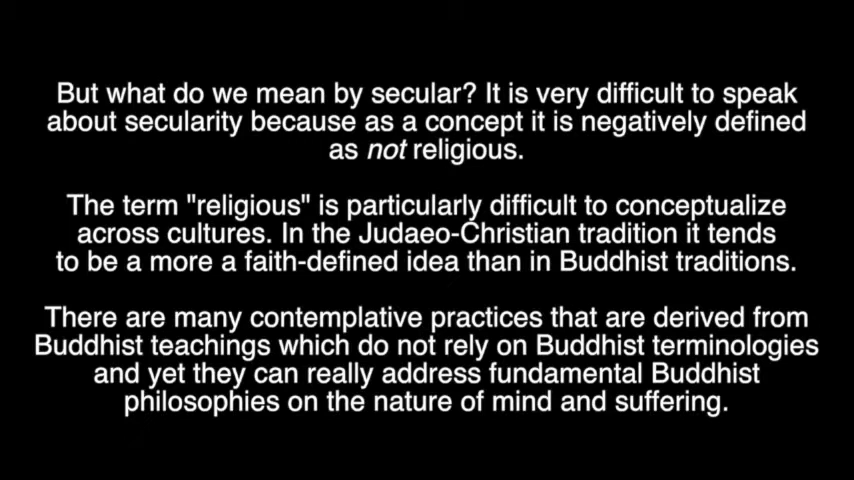 But what do we mean by secular? It is very difficult to speak
about secularity because as a concept it is negatively defined
as not religious.
The term "religious" is particularly difficult to conceptualize
across cultures. In the Judaeo-Christian tradition it tends
to be a more a faith-defined idea than in Buddhist traditions.
There are many contemplative practices that are derived from
Buddhist teachings which do not rely on Buddhist terminologies
and yet they can really address fundamental Buddhist
philosophies on the nature of mind and suffering.